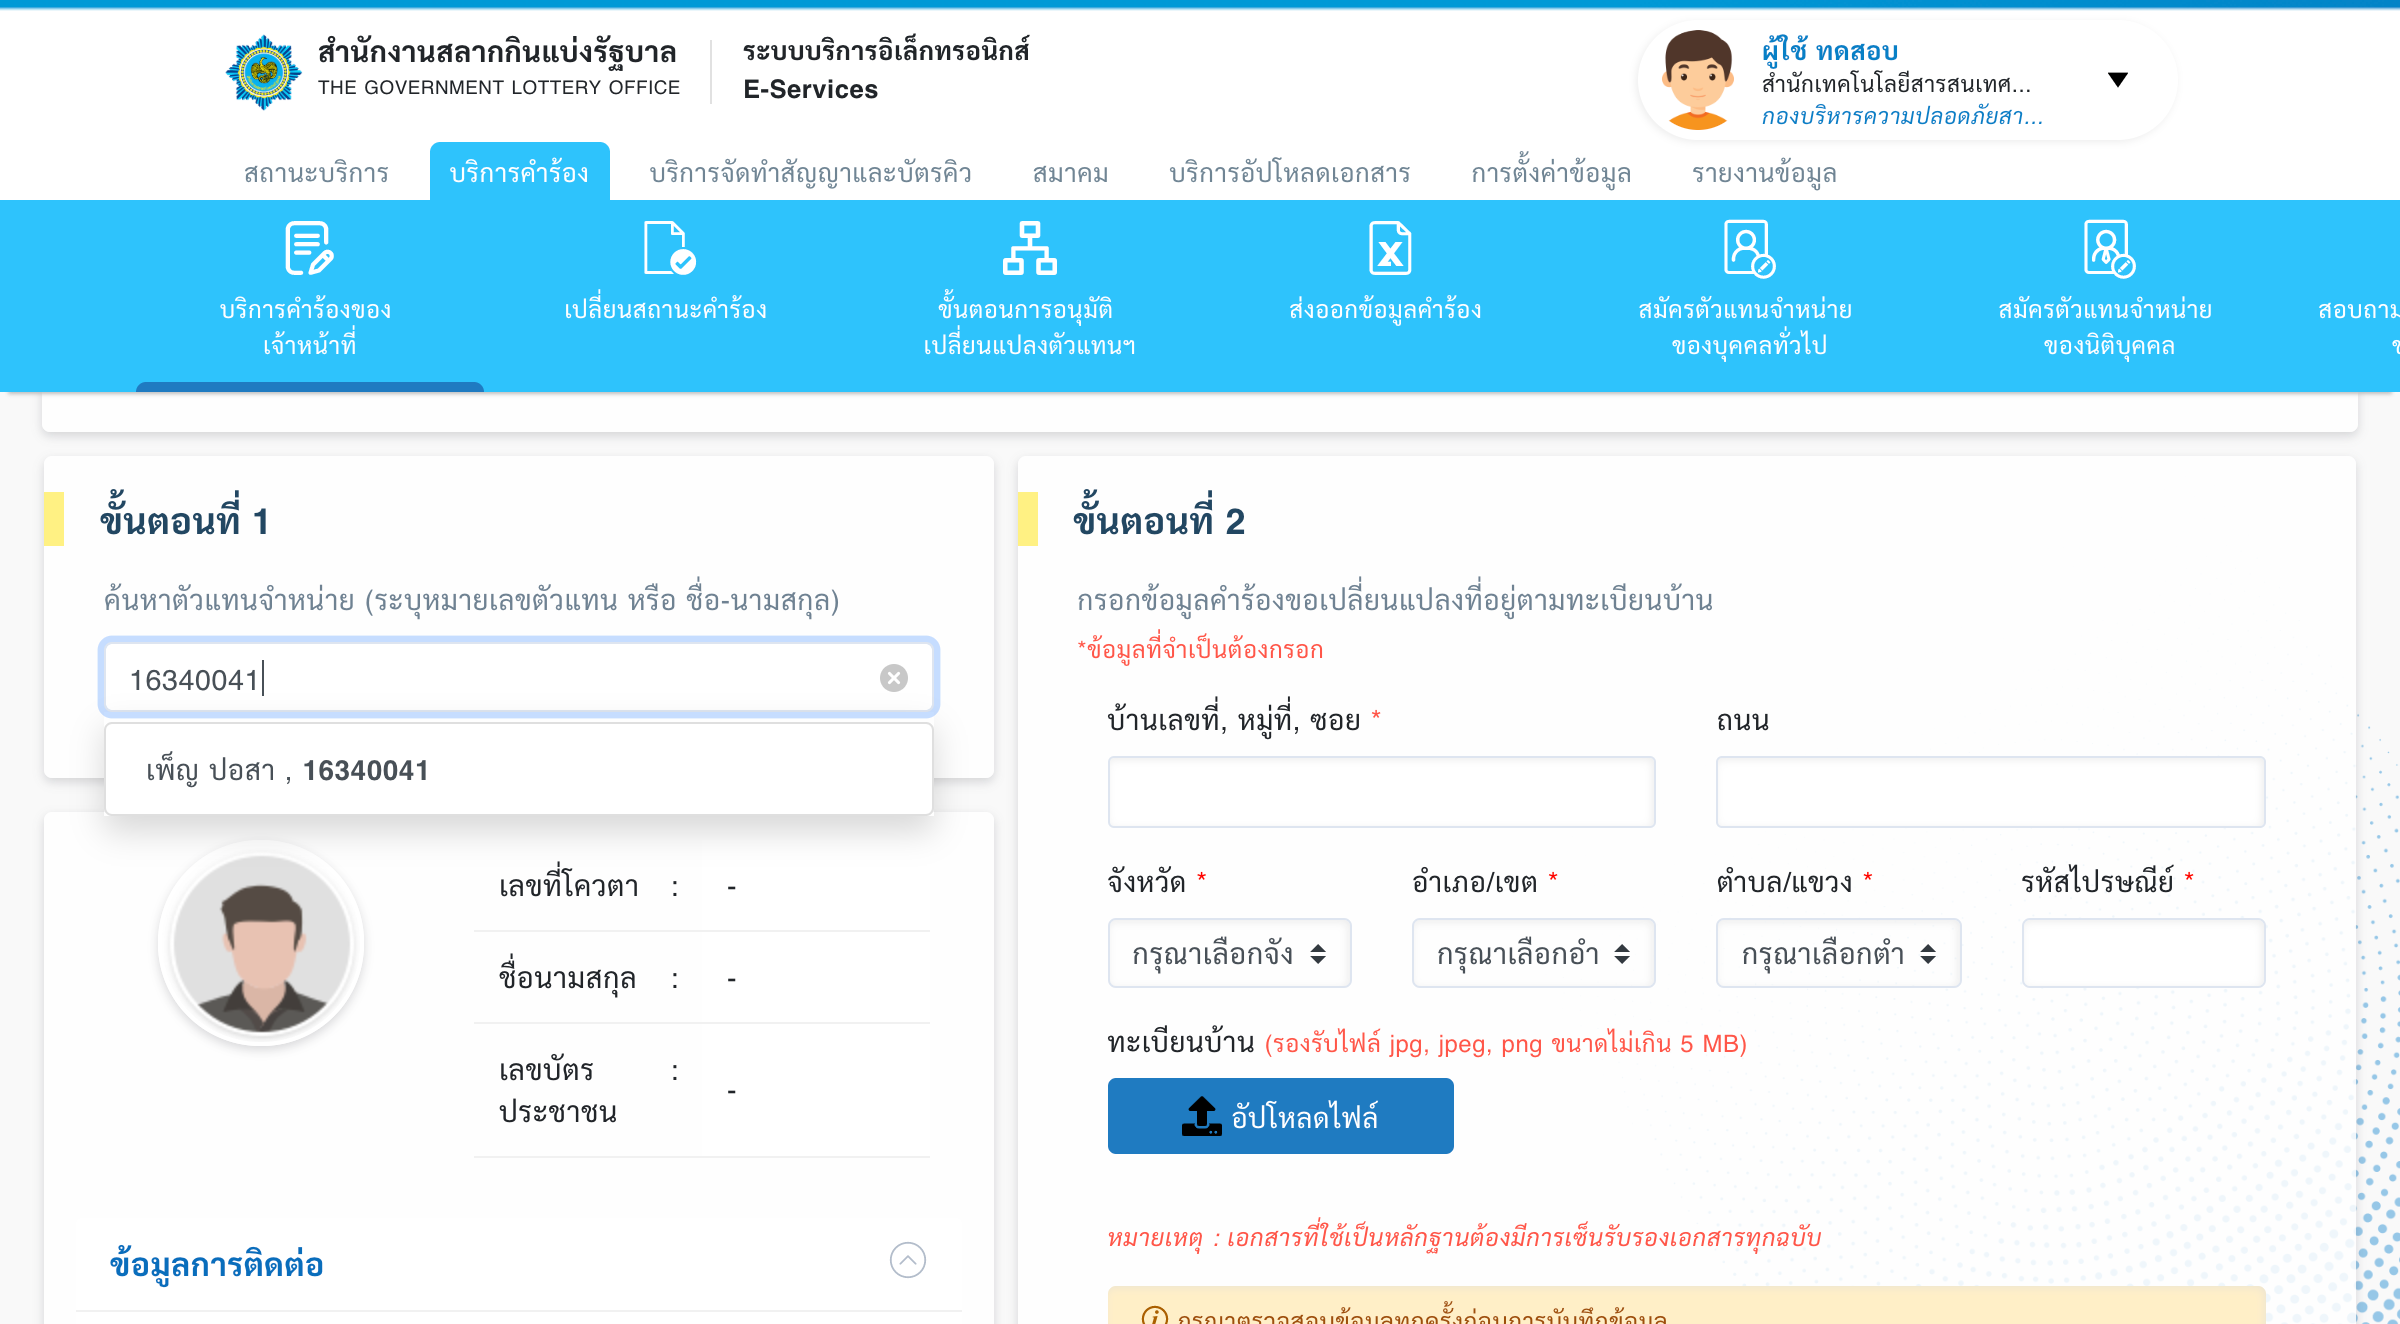 สำนักงานสลากกินแบ่งรัฐบาล
THE GOVERNMENT LOTTERY OFFICE
ระบบบริการอิเล็กทรอนิกส์
E-Services
ผู้ใช้ ทดสอบ
สำนักเทคโนโลยีสารสนเทศ...
กองบริหารความปลอดภัยสา...
สถานะบริการ
บริการคำร้อง
บริการจัดทำสัญญาและบัตรคิว
สมาคม
บริการอัปโหลดเอกสาร
การตั้งค่าข้อมูล
รายงานข้อมูล
บริการคำร้องของ
เจ้าหน้าที่
เปลี่ยนสถานะคำร้อง
ขั้นตอนการอนุมัติ
เปลี่ยนแปลงตัวแทนฯ
ส่งออกข้อมูลคำร้อง
สมัครตัวแทนจำหน่าย
ของบุคคลทั่วไป
สมัครตัวแทนจำหน่าย
ของนิติบุคคล
ขั้นตอนที่ 1
ค้นหาตัวแทนจำหน่าย (ระบุหมายเลขตัวแทน หรือ ชื่อ-นามสกุล)
16340041
เพ็ญ ปอสา , 16340041
เลขที่โควตา : -
ชื่อนามสกุล : -
เลขบัตร : -
ประชาชน
ข้อมูลการติดต่อ
ขั้นตอนที่ 2
กรอกข้อมูลคำร้องขอเปลี่ยนแปลงที่อยู่ตามทะเบียนบ้าน
*ข้อมูลที่จำเป็นต้องกรอก
บ้านเลขที่, หมู่ที่, ซอย *
ถนน
จังหวัด * อำเภอ/เขต * ตำบล/แขวง * รหัสไปรษณีย์ *
กรุณาเลือกจัง กรุณาเลือกอำ กรุณาเลือกตำ
ทะเบียนบ้าน (รองรับไฟล์ jpg, jpeg, png ขนาดไม่เกิน 5 MB)
อัปโหลดไฟล์
หมายเหตุ : เอกสารที่ใช้เป็นหลักฐานต้องมีการเซ็นรับรองเอกสารทุกฉบับ
กรุณาตรวจสอบข้อมูลทุกครั้งก่อนการบันทึกข้อมูล